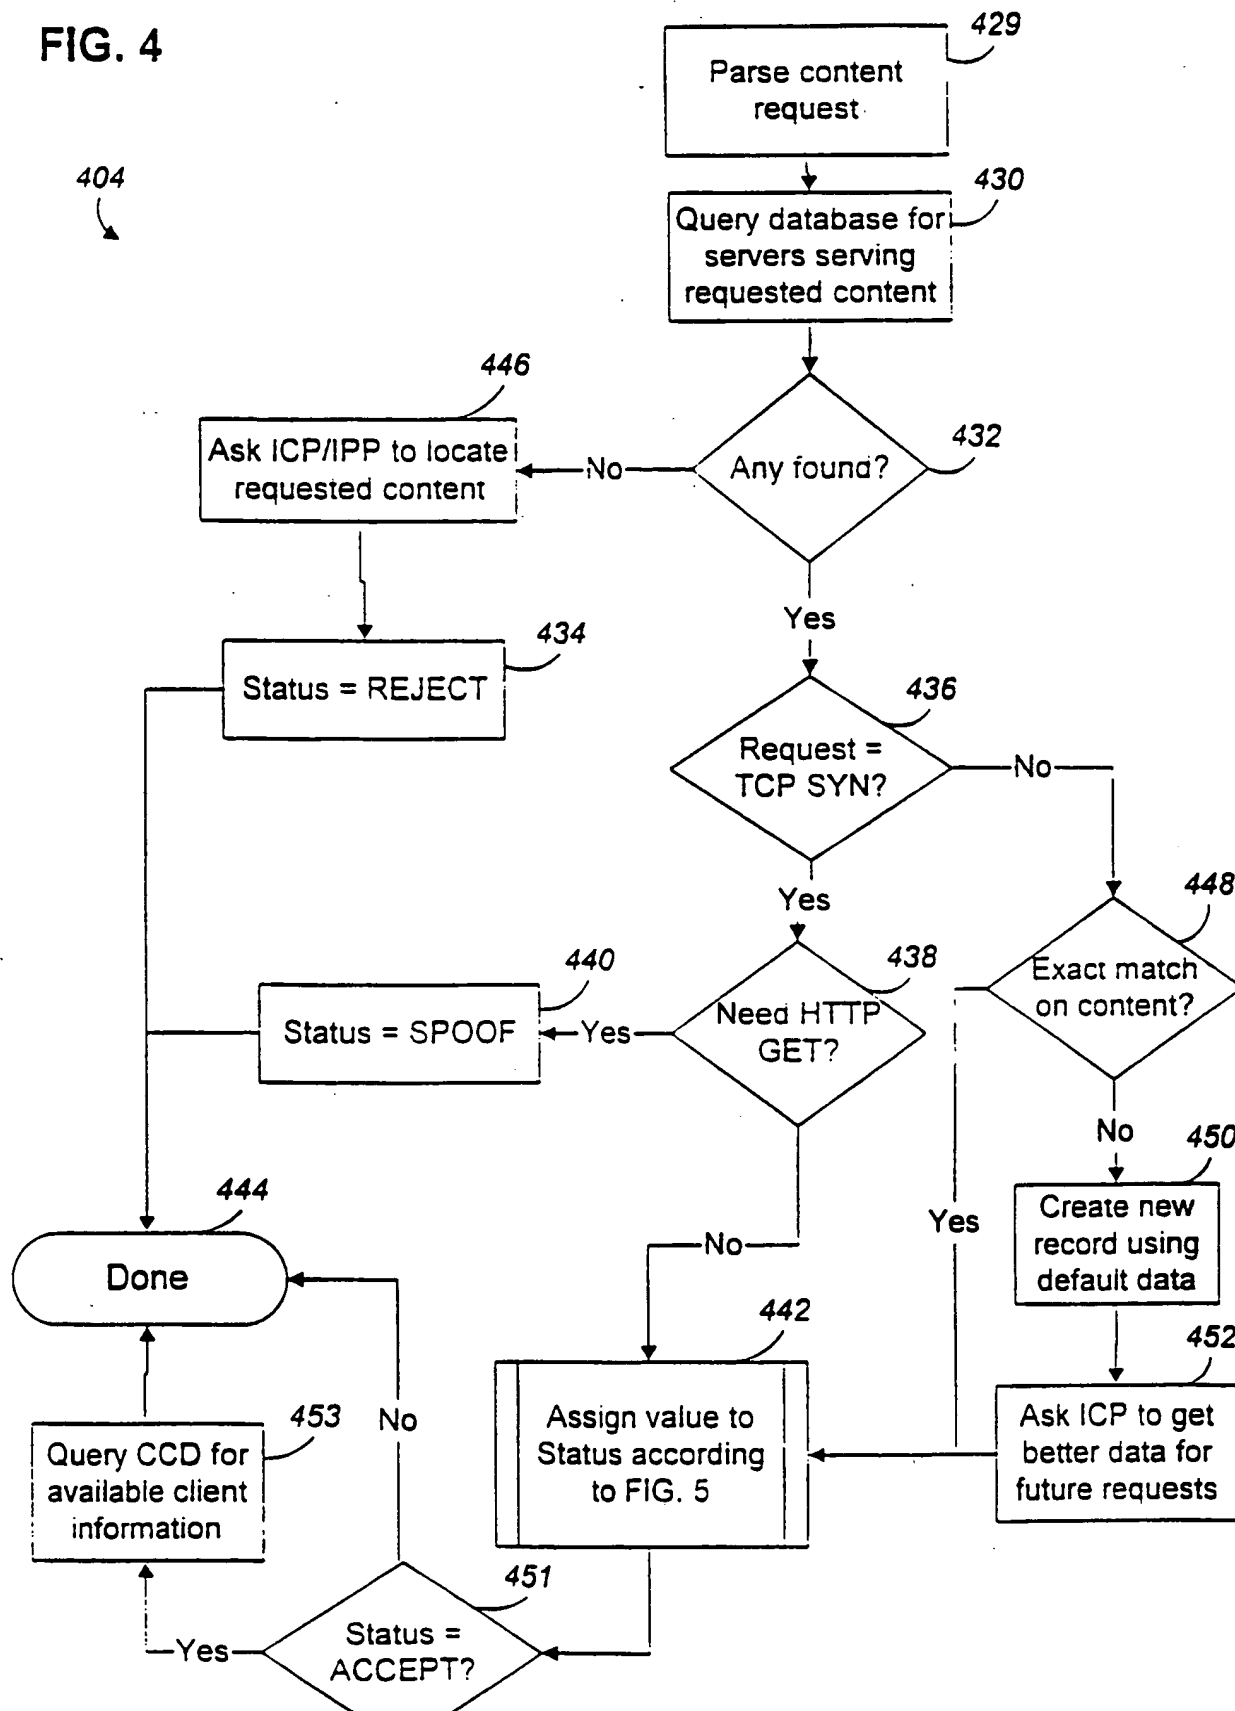 FIG. 4
429
Parse content
request
404
430
Query database for
servers serving
requested content
446
Ask ICP/IPP to locate
requested content
No
Any found?
432
Yes
434
Status = REJECT
436
Request =
TCP SYN?
No
Yes
448
Exact match
on content?
440
Status = SPOOF
Yes
438
Need HTTP
GET?
No
450
Create new
record using
default data
Yes
444
Done
No
442
Assign value to
Status according
to FIG. 5
452
Ask ICP to get
better data for
future requests
453
Query CCD for
available client
information
No
451
Status =
ACCEPT?
Yes